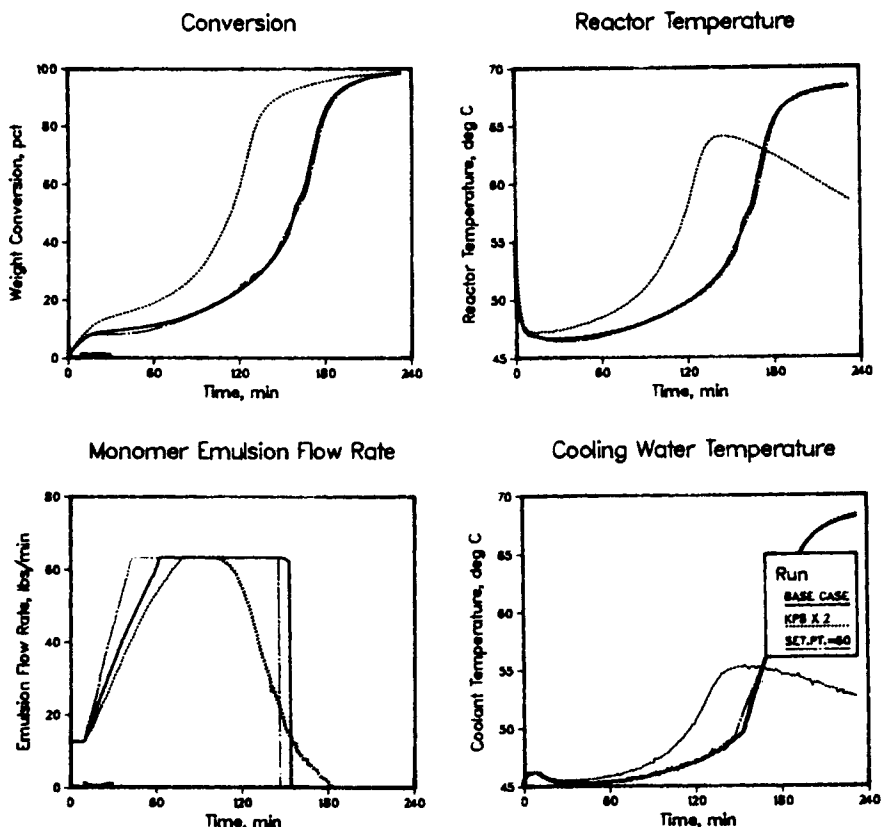 Conversion
Reactor Temperature
Weight Conversion, pct
100
80
60
40
20
0
0 60 120 180 240
Time, min
Reactor Temperature, deg C
70
65
60
55
50
45
0 60 120 180 240
Time, min
Monomer Emulsion Flow Rate
Cooling Water Temperature
Emulsion Flow Rate, lbs/min
80
60
40
20
0
0 60 120 180 240
Time, min
Coolant Temperature, deg C
70
65
60
55
50
45
0 60 120 180 240
Time, min
Run
BASE CASE
KPB X 2
SET.PT.=60